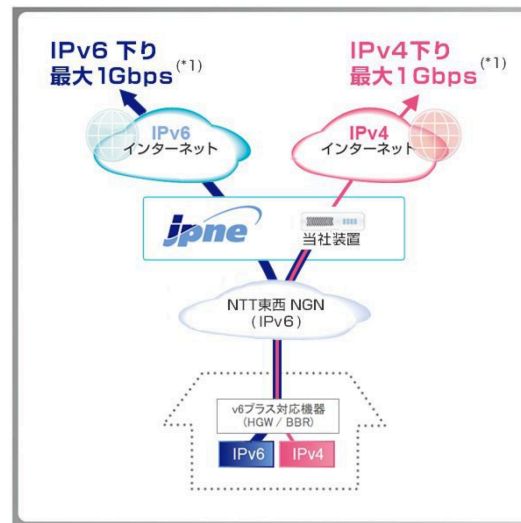 IPv6 下り
最大1Gbps(*1)
IPv4下り
最大1Gbps(*1)
IPv6
インターネット
IPv4
インターネット
jpne
当社装置
NTT東西 NGN
(IPv6)
v6プラス対応機器
(HGW / BBR)
IPv6
IPv4